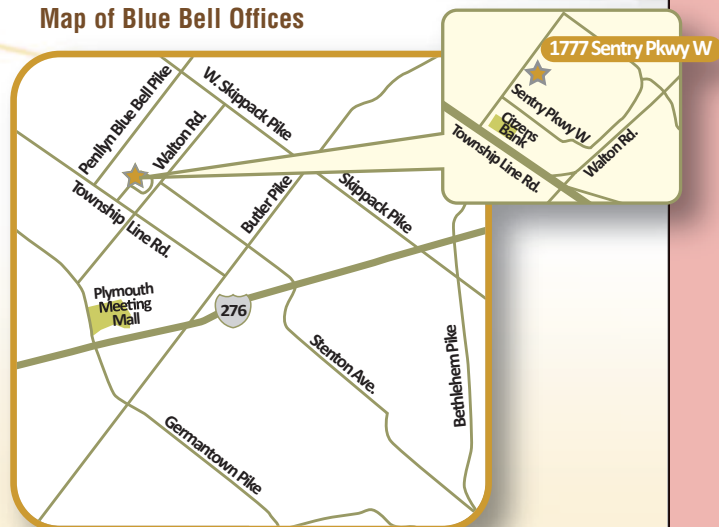 Map of Blue Bell Offices
1777 Sentry Pkwy W
Sentry Pkwy W
Citzens
Bank
Township Line Rd.
Walton Rd.
Penllyn Blue Bell Pike
W. Skippack Pike
Walton Rd.
Township Line Rd.
Butler Pike
Skippack Pike
Plymouth
Meeting
Mall
276
Stenton Ave.
Bethlehem Pike
Germantown Pike